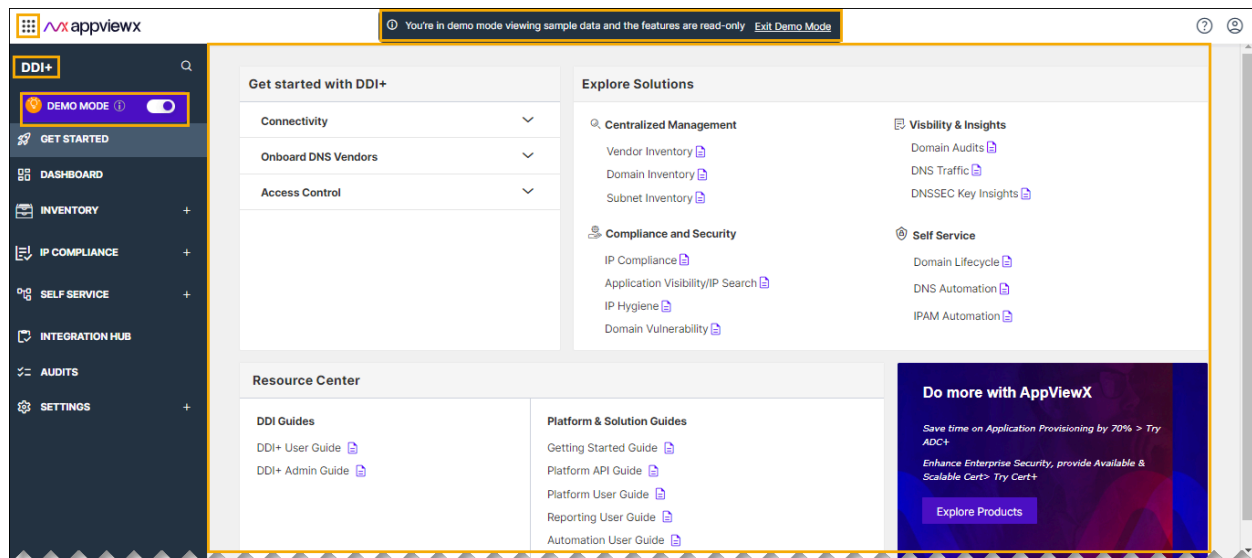 appviewx
You're in demo mode viewing sample data and the features are read-only Exit Demo Mode
DDI+
DEMO MODE
GET STARTED
DASHBOARD
INVENTORY +
IP COMPLIANCE +
SELF SERVICE +
INTEGRATION HUB
AUDITS
SETTINGS +
Get started with DDI+
Connectivity
Onboard DNS Vendors
Access Control
Explore Solutions
Centralized Management
Vendor Inventory
Domain Inventory
Subnet Inventory
Visbility & Insights
Domain Audits
DNS Traffic
DNSSEC Key Insights
Compliance and Security
IP Compliance
Application Visibility/IP Search
IP Hygiene
Domain Vulnerability
Self Service
Domain Lifecycle
DNS Automation
IPAM Automation
Resource Center
DDI Guides
DDI+ User Guide
DDI+ Admin Guide
Platform & Solution Guides
Getting Started Guide
Platform API Guide
Platform User Guide
Reporting User Guide
Automation User Guide
Do more with AppViewX
Save time on Application Provisioning by 70% > Try
ADC+
Enhance Enterprise Security, provide Available &
Scalable Cert> Try Cert+
Explore Products